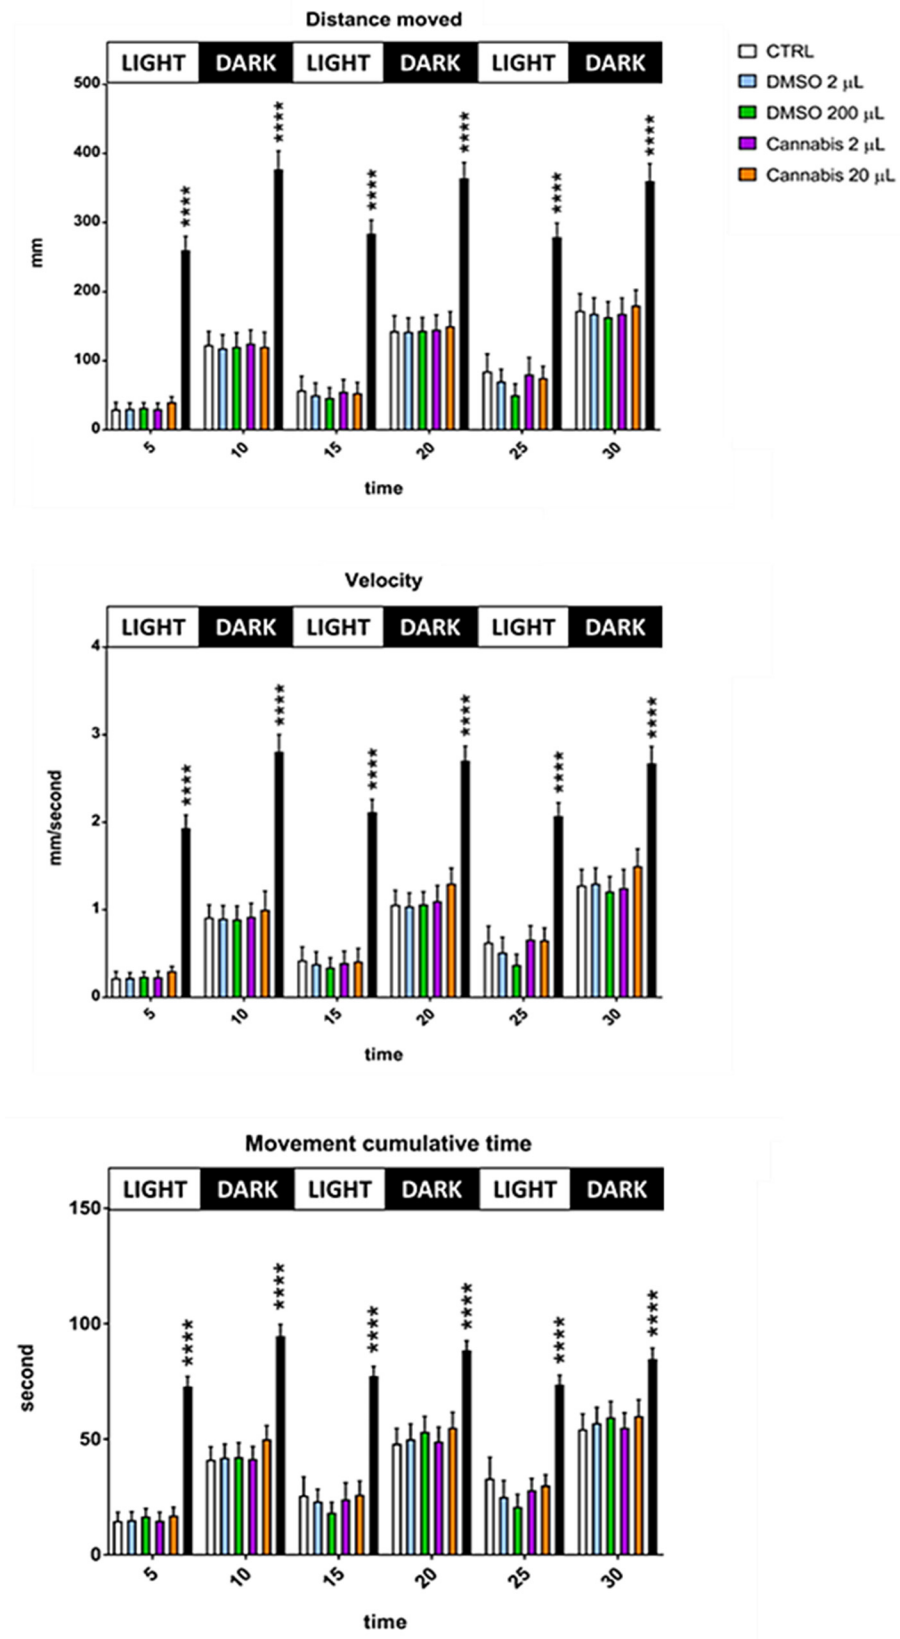 Distance moved
LIGHT DARK LIGHT DARK LIGHT DARK
CTRL
DMSO 2 µL
DMSO 200 µL
Cannabis 2 µL
Cannabis 20 µL
500
400
300
200
100
0
mm
**** **** **** **** **** ****
5 10 15 20 25 30
time
Velocity
LIGHT DARK LIGHT DARK LIGHT DARK
4
3
2
1
0
mm/second
**** **** **** **** **** ****
5 10 15 20 25 30
time
Movement cumulative time
LIGHT DARK LIGHT DARK LIGHT DARK
150
100
50
0
second
**** **** **** **** **** ****
5 10 15 20 25 30
time